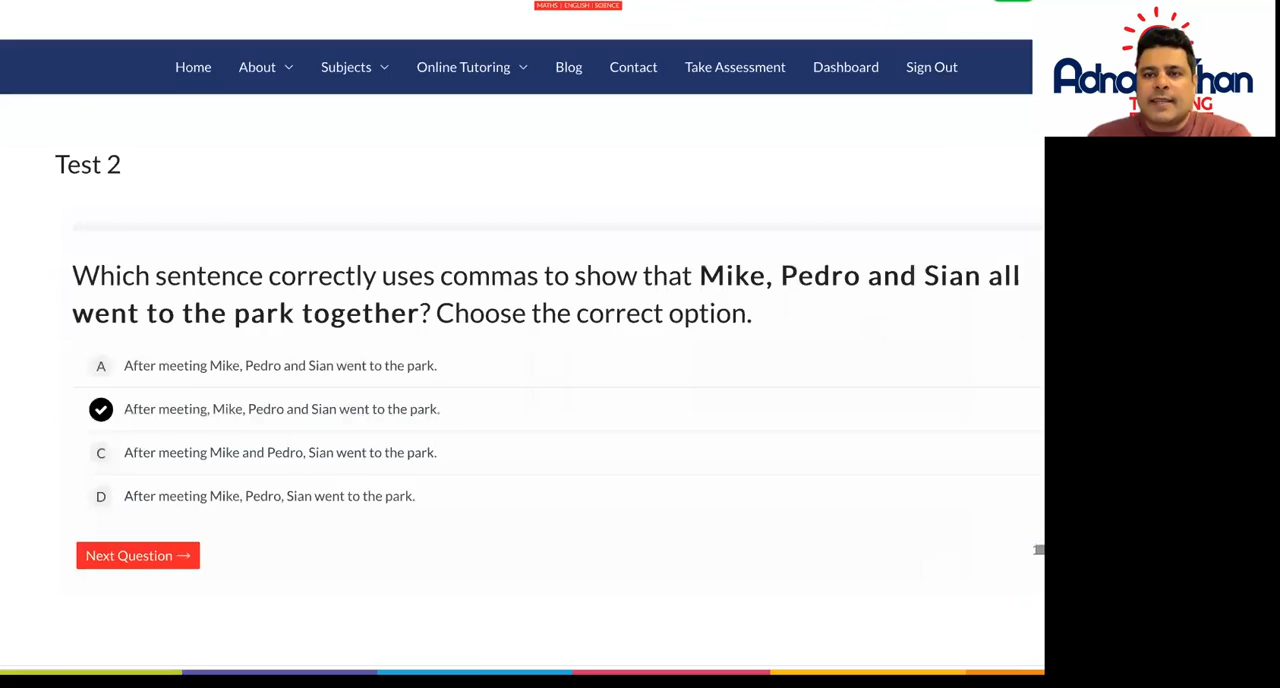 MATHS | ENGLISH | SCIENCE
Home About Subjects Online Tutoring Blog Contact Take Assessment Dashboard Sign Out
Test 2
Which sentence correctly uses commas to show that Mike, Pedro and Sian all
went to the park together? Choose the correct option.
A After meeting Mike, Pedro and Sian went to the park.
After meeting, Mike, Pedro and Sian went to the park.
C After meeting Mike and Pedro, Sian went to the park.
D After meeting Mike, Pedro, Sian went to the park.
Next Question →